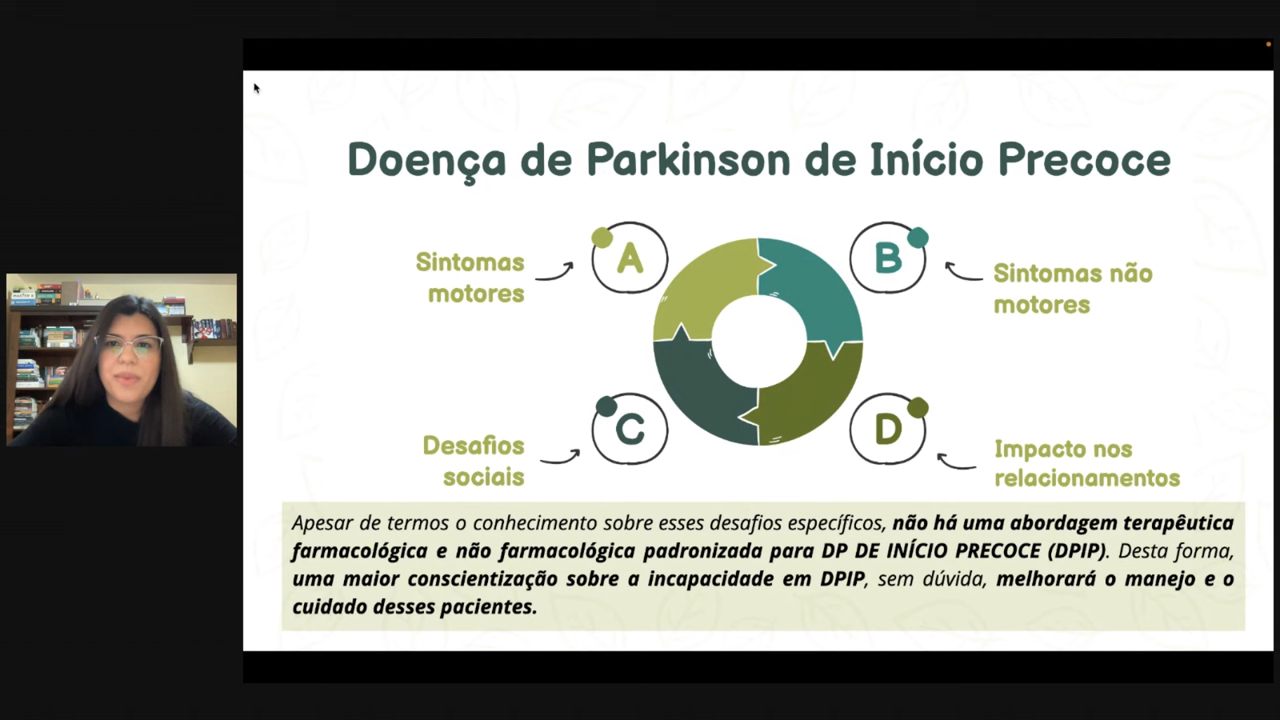 Doença de Parkinson de Início Precoce
A
Sintomas
motores
B
Sintomas não
motores
C
Desafios
sociais
D
Impacto nos
relacionamentos
Apesar de termos o conhecimento sobre esses desafios específicos, não há uma abordagem terapêutica
farmacológica e não farmacológica padronizada para DP DE INÍCIO PRECOCE (DPIP). Desta forma,
uma maior conscientização sobre a incapacidade em DPIP, sem dúvida, melhorará o manejo e o
cuidado desses pacientes.